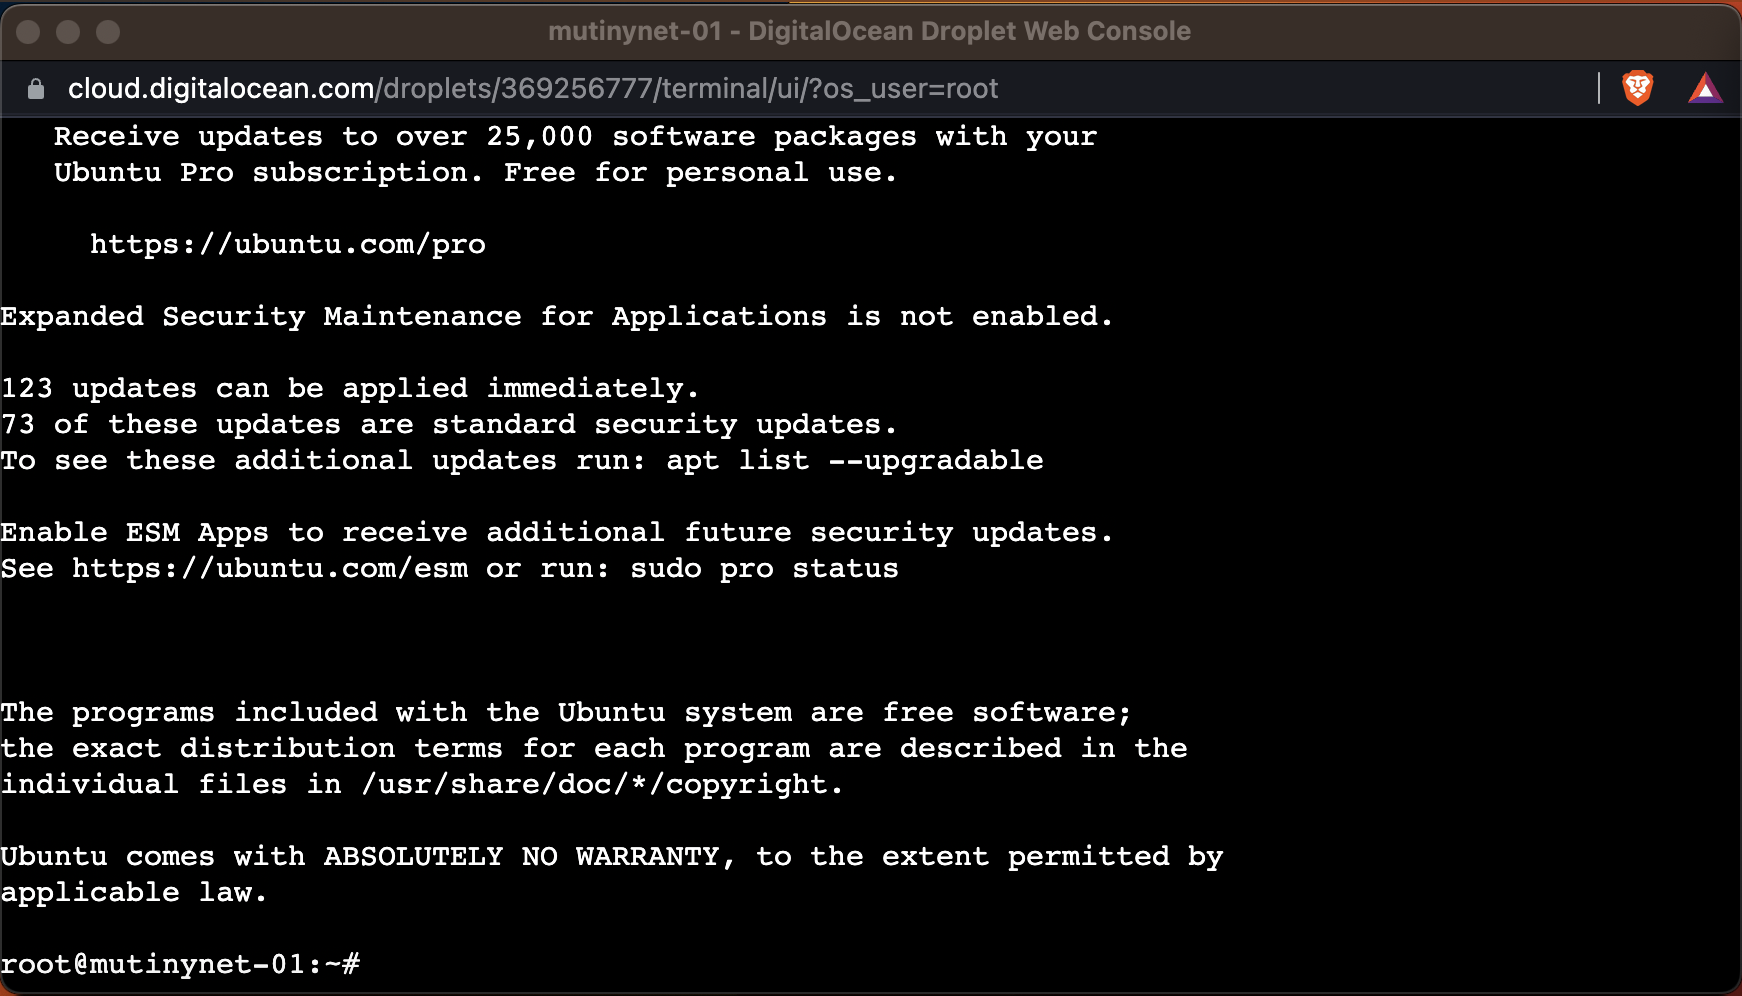 mutinynet-01 - DigitalOcean Droplet Web Console
cloud.digitalocean.com/droplets/369256777/terminal/ui/?os_user=root
Receive updates to over 25,000 software packages with your
Ubuntu Pro subscription. Free for personal use.
https://ubuntu.com/pro
Expanded Security Maintenance for Applications is not enabled.
123 updates can be applied immediately.
73 of these updates are standard security updates.
To see these additional updates run: apt list --upgradable
Enable ESM Apps to receive additional future security updates.
See https://ubuntu.com/esm or run: sudo pro status
The programs included with the Ubuntu system are free software;
the exact distribution terms for each program are described in the
individual files in /usr/share/doc/*/copyright.
Ubuntu comes with ABSOLUTELY NO WARRANTY, to the extent permitted by
applicable law.
root@mutinynet-01:~#